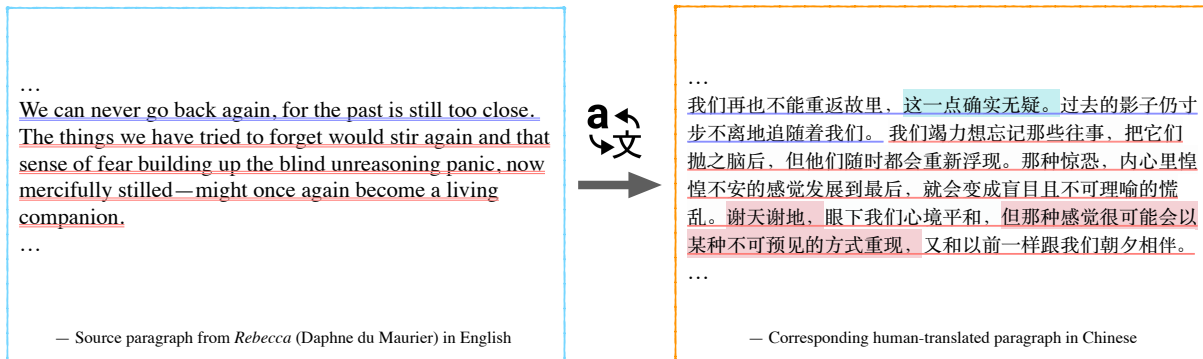 …
We can never go back again, for the past is still too close.
The things we have tried to forget would stir again and that
sense of fear building up the blind unreasoning panic, now
mercifully stilled—might once again become a living
companion.
…
— Source paragraph from Rebecca (Daphne du Maurier) in English
a
文
…
我们再也不能重返故里，这一点确实无疑。过去的影子仍寸
步不离地追随着我们。 我们竭力想忘记那些往事，把它们
抛之脑后，但他们随时都会重新浮现。那种惊恐，内心里惶
惶不安的感觉发展到最后，就会变成盲目且不可理喻的慌
乱。谢天谢地，眼下我们心境平和，但那种感觉很可能会以
某种不可预见的方式重现，又和以前一样跟我们朝夕相伴。
…
— Corresponding human-translated paragraph in Chinese